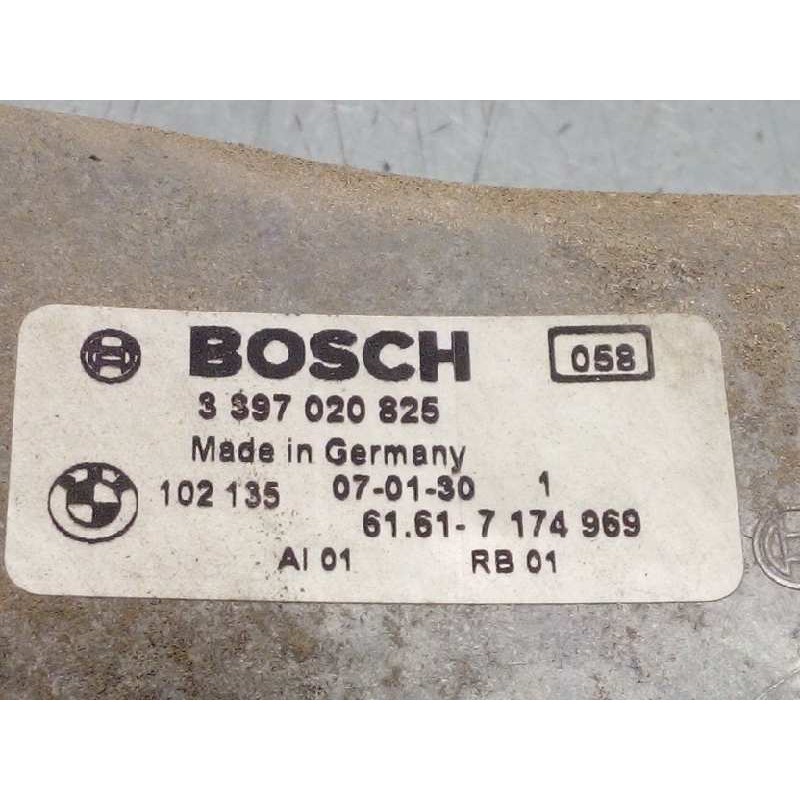 BOSCH 058
3 397 020 825
Made in Germany
102 135 07-01-30 1
61.61- 7 174 969
AI 01 RB 01